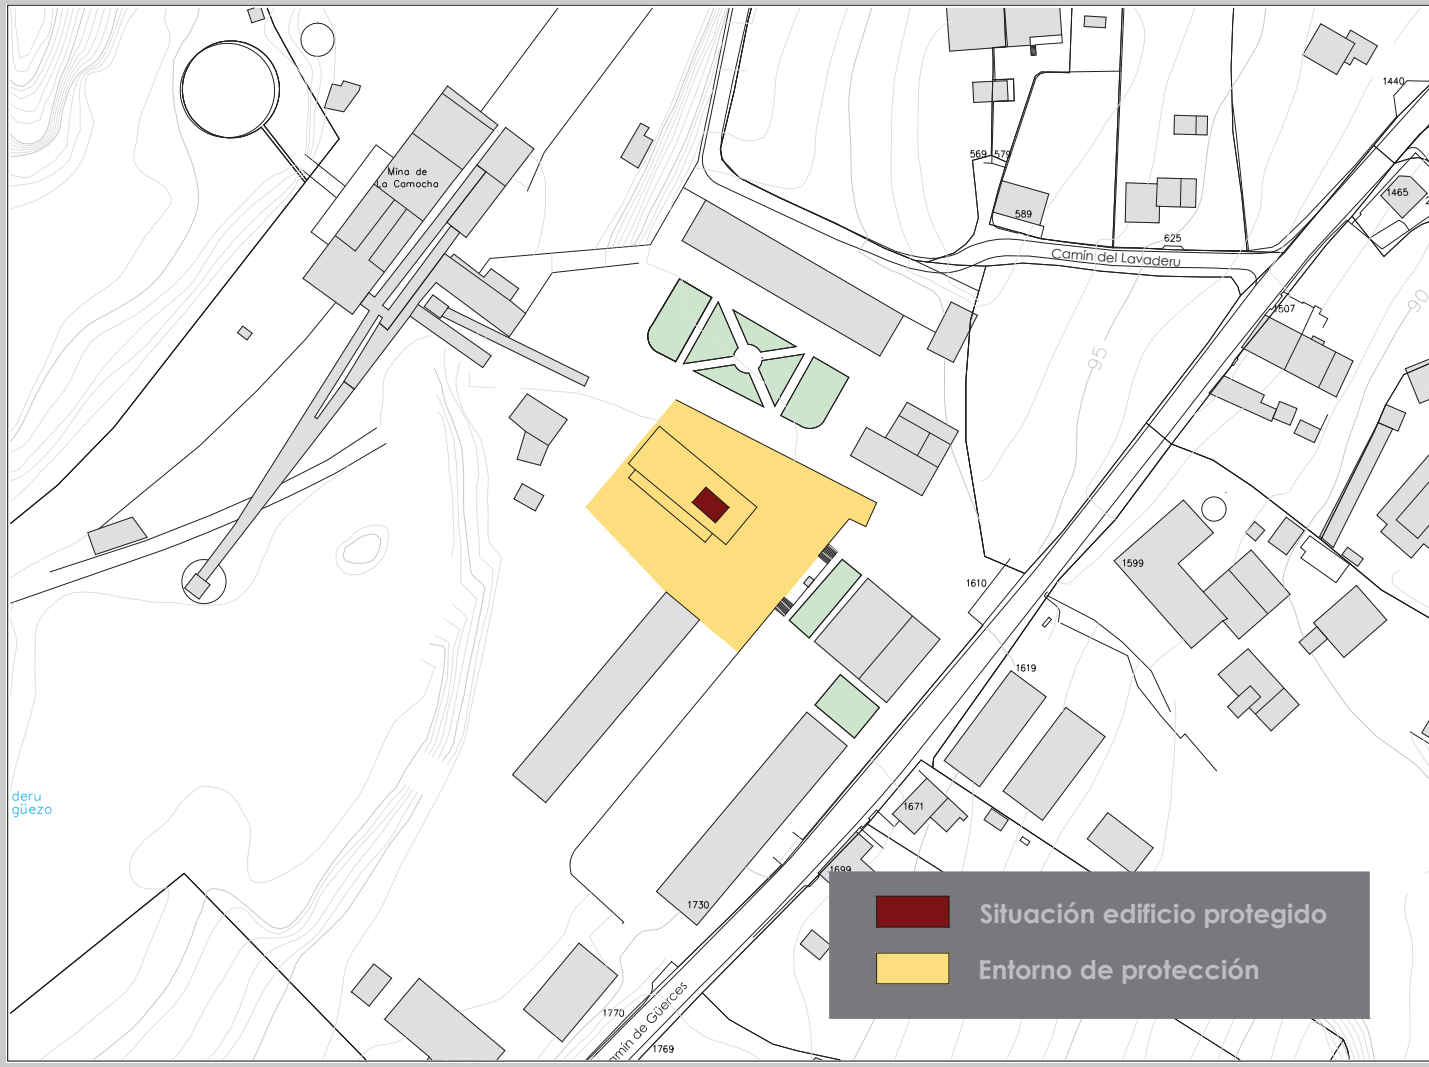 1440
Mina de
La Camocha
569 579
1465
589
625
Camín del Lavaderu
90
1507
95
1599
1610
1619
deru
güezo
1671
1699
1730
Situación edificio protegido
Entorno de protección
1770
amín de Güerces
1769